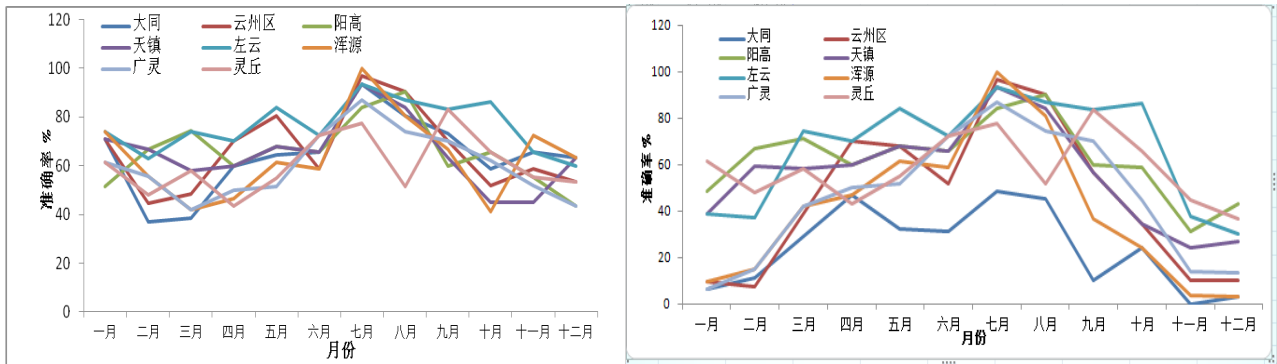 120
100
80
60
40
20
0
准确率 %
大同 云州区 阳高
天镇 左云 浑源
广灵 灵丘
一月 二月 三月 四月 五月 六月 七月 八月 九月 十月 十一月 十二月
月份
120
100
80
60
40
20
0
准确率 %
大同 云州区
阳高 天镇
左云 浑源
广灵 灵丘
一月 二月 三月 四月 五月 六月 七月 八月 九月 十月 十一月 十二月
月份